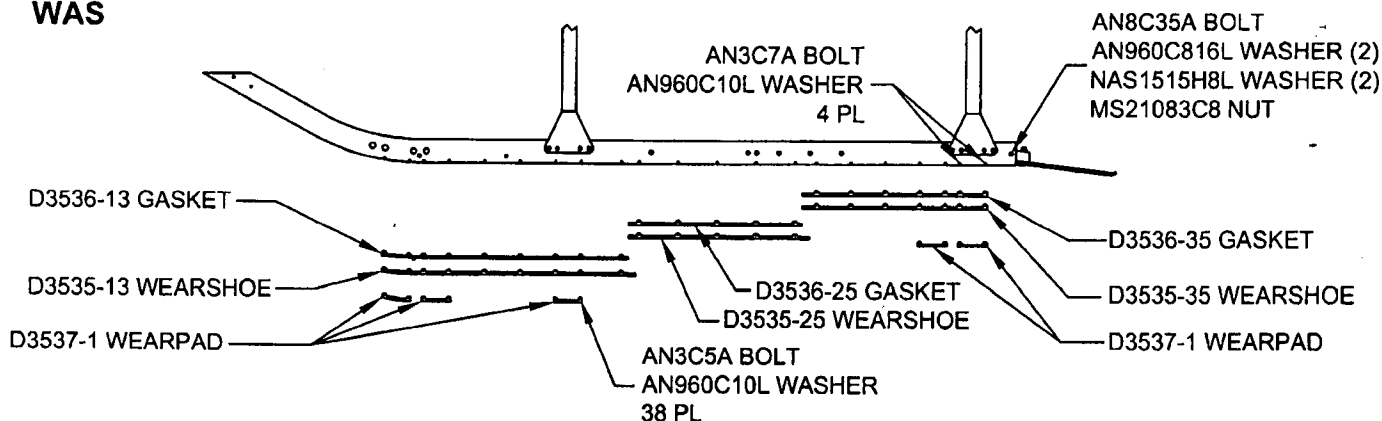 WAS
AN8C35A BOLT
AN960C816L WASHER (2)
NAS1515H8L WASHER (2)
MS21083C8 NUT
AN3C7A BOLT
AN960C10L WASHER
4 PL
D3536-13 GASKET
D3535-13 WEARSHOE
D3537-1 WEARPAD
D3536-25 GASKET
D3535-25 WEARSHOE
AN3C5A BOLT
AN960C10L WASHER
38 PL
D3536-35 GASKET
D3535-35 WEARSHOE
D3537-1 WEARPAD